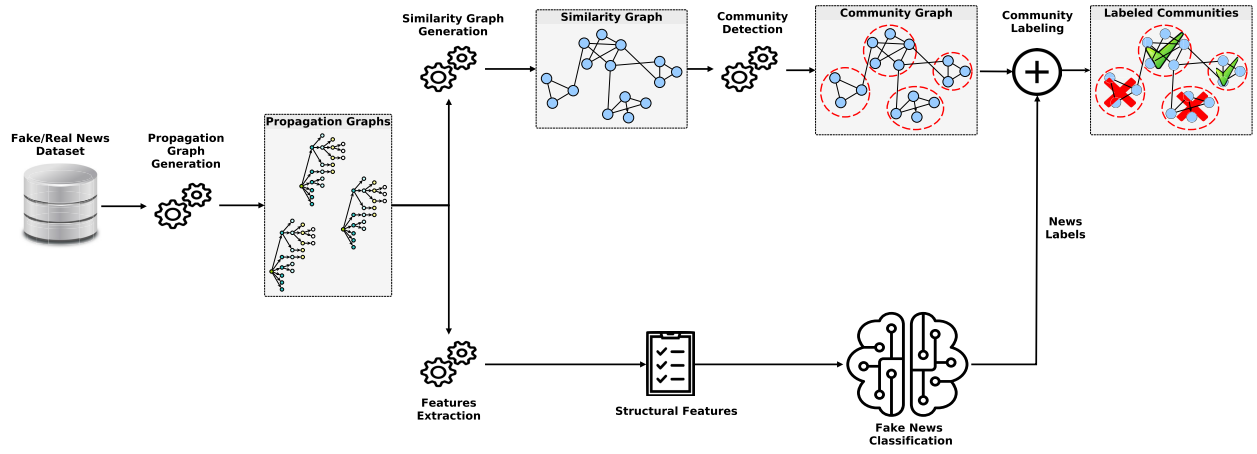 Fake/Real News
Dataset
Propagation
Graph
Generation
Propagation Graphs
Similarity Graph
Generation
Similarity Graph
Community
Detection
Community Graph
Community
Labeling
Labeled Communities
News
Labels
Features
Extraction
Structural Features
Fake News
Classification